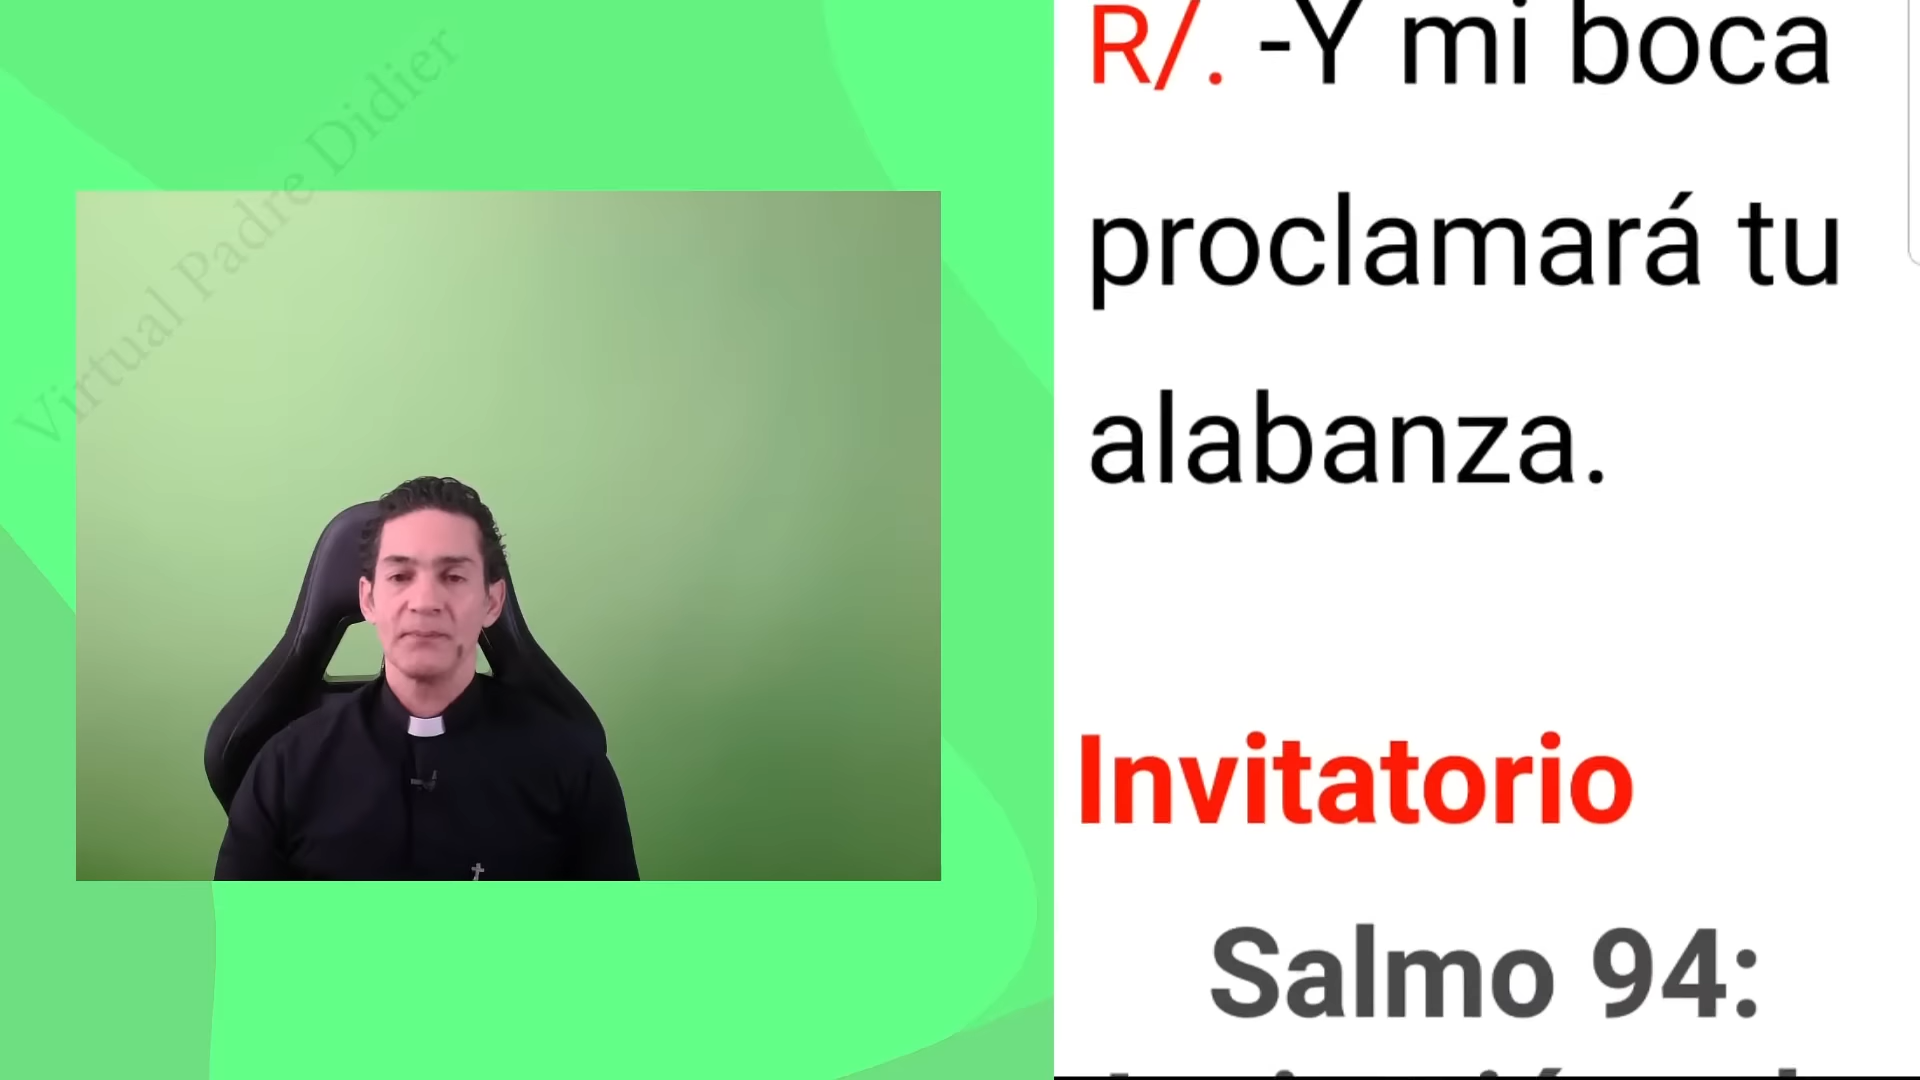 Virtual Padre Didier
R/. -Y mi boca
proclamará tu
alabanza.
Invitatorio
Salmo 94: